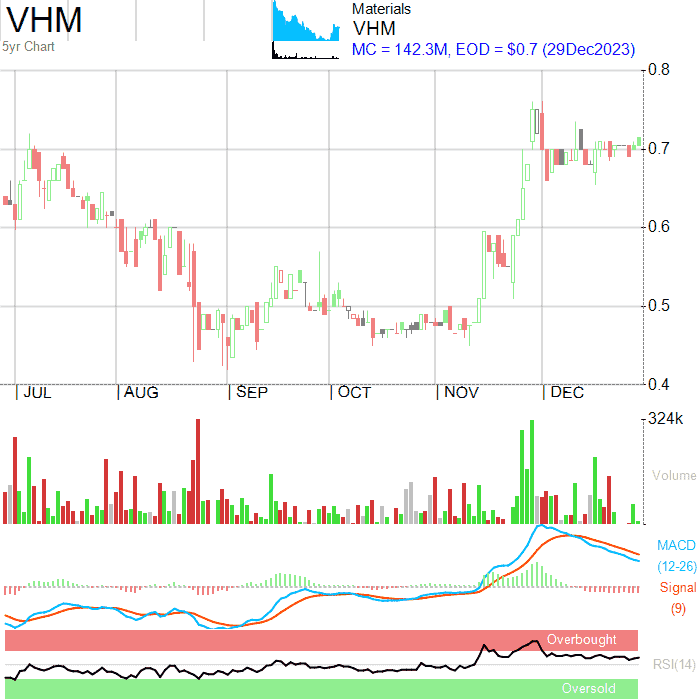 VHM
5yr Chart
Materials
VHM
MC = 142.3M, EOD = $0.7 (29Dec2023)
0.8
0.7
0.6
0.5
0.4
JUL AUG SEP OCT NOV DEC
324k
Volume
MACD
(12-26)
Signal
(9)
Overbought
RSI(14)
Oversold